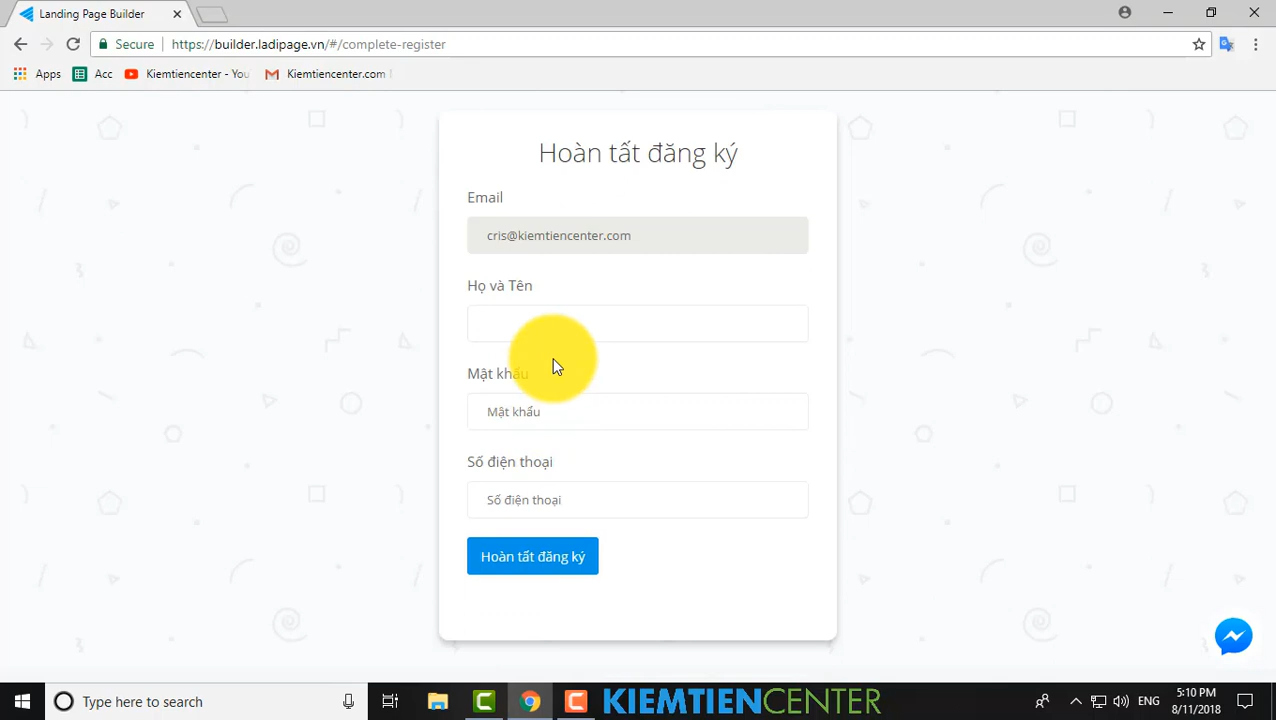 Landing Page Builder
Secure
https://builder.ladipage.vn/#/complete-register
Apps
Acc
Kiemtiencenter - You
Kiemtiencenter.com
Hoàn tất đăng ký
Email
cris@kiemtiencenter.com
Họ và Tên
Mật khẩu
Mật khẩu
Số điện thoại
Số điện thoại
Hoàn tất đăng ký
Type here to search
KIEMTIENCENTER
ENG
5:10 PM
8/11/2018